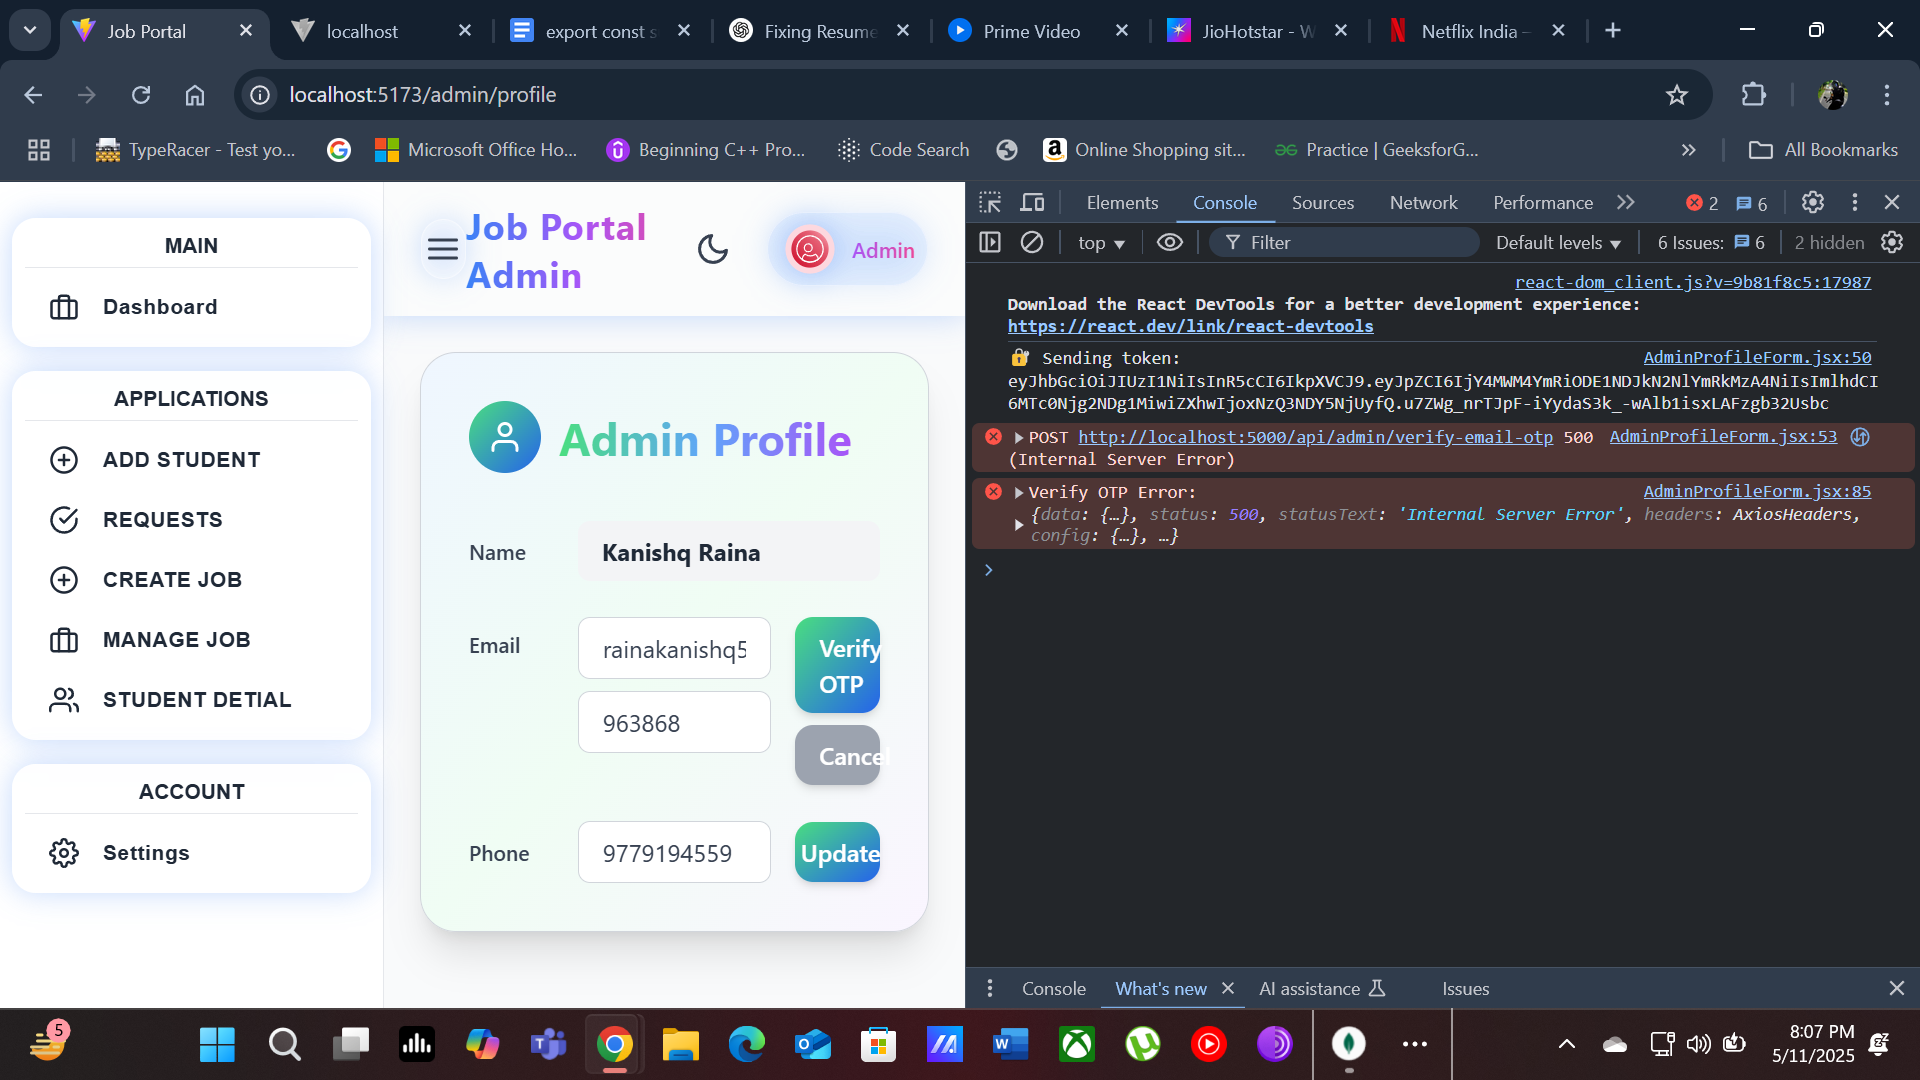 Job Portal
localhost
export const s
Fixing Resume
Prime Video
JioHotstar - W
Netflix India –
localhost:5173/admin/profile
TypeRacer - Test yo...
Microsoft Office Ho...
Beginning C++ Pro...
Code Search
Online Shopping sit...
Practice | GeeksforG...
All Bookmarks
MAIN
Dashboard
APPLICATIONS
ADD STUDENT
REQUESTS
CREATE JOB
MANAGE JOB
STUDENT DETIAL
ACCOUNT
Settings
Job Portal
Admin
Admin
Admin Profile
Name
Kanishq Raina
Email
rainakanishq5
Verify
OTP
963868
Cancel
Phone
9779194559
Update
Elements
Console
Sources
Network
Performance
2
6
top
Filter
Default levels
6 Issues:
6
2 hidden
react-dom_client.js?v=9b81f8c5:17987
Download the React DevTools for a better development experience:
https://react.dev/link/react-devtools
Sending token:
AdminProfileForm.jsx:50
eyJhbGciOiJIUzI1NiIsInR5cCI6IkpXVCJ9.eyJpZCI6IjY4MWM4YmRiODE1NDJkN2NlYmRkMzA4NiIsImlhdCI
6MTc0Njg2NDg1MiwiZXhwIjoxNzQ3NDY5NjUyfQ.u7ZWg_nrTJpF-iYydaS3k_-wAlb1isxLAFzgb32Usbc
POST http://localhost:5000/api/admin/verify-email-otp 500
AdminProfileForm.jsx:53
(Internal Server Error)
Verify OTP Error:
AdminProfileForm.jsx:85
{data: {…}, status: 500, statusText: 'Internal Server Error', headers: AxiosHeaders,
config: {…}, …}
Console
What's new
AI assistance
Issues
5
8:07 PM
5/11/2025